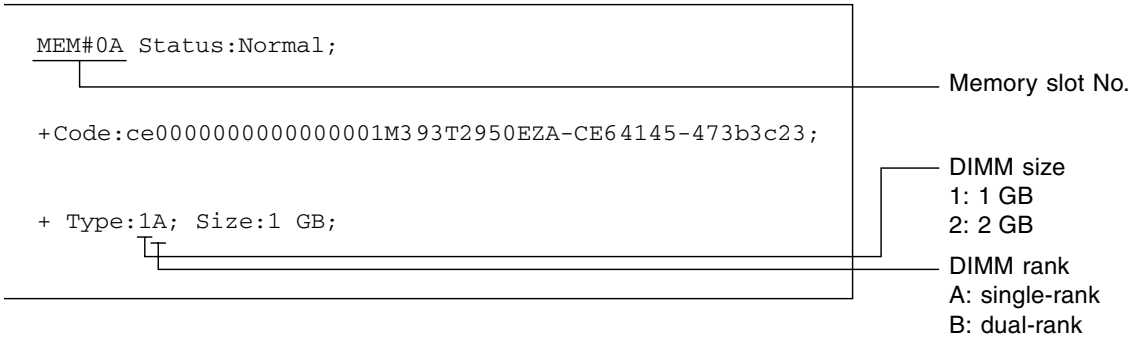 MEM#0A Status:Normal;
Memory slot No.
+Code:ce0000000000000001M393T2950EZA-CE64145-473b3c23;
DIMM size
1: 1 GB
2: 2 GB
+ Type:1A; Size:1 GB;
DIMM rank
A: single-rank
B: dual-rank